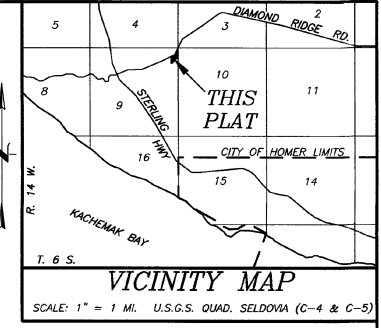 5
4
3
2
DIAMOND RIDGE RD.
10
11
8
9
THIS
PLAT
STERLING HWY
16
CITY OF HOMER LIMITS
15
14
R. 14 W.
KACHEMAK BAY
T. 6 S.
VICINITY MAP
SCALE: 1" = 1 MI. U.S.G.S. QUAD. SELDOVIA (C-4 & C-5)